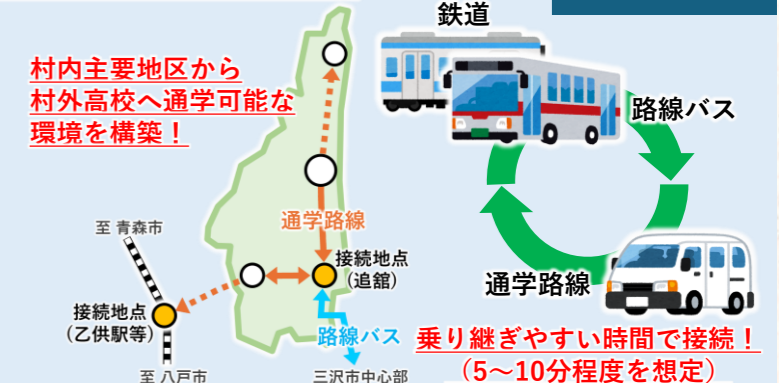 村内主要地区から
村外高校へ通学可能な
環境を構築！
鉄道
路線バス
通学路線
至 青森市
接続地点
(追舘)
接続地点
(乙供駅等)
路線バス
至 八戸市
三沢市中心部
通学路線
乗り継ぎやすい時間で接続！
（5～10分程度を想定）